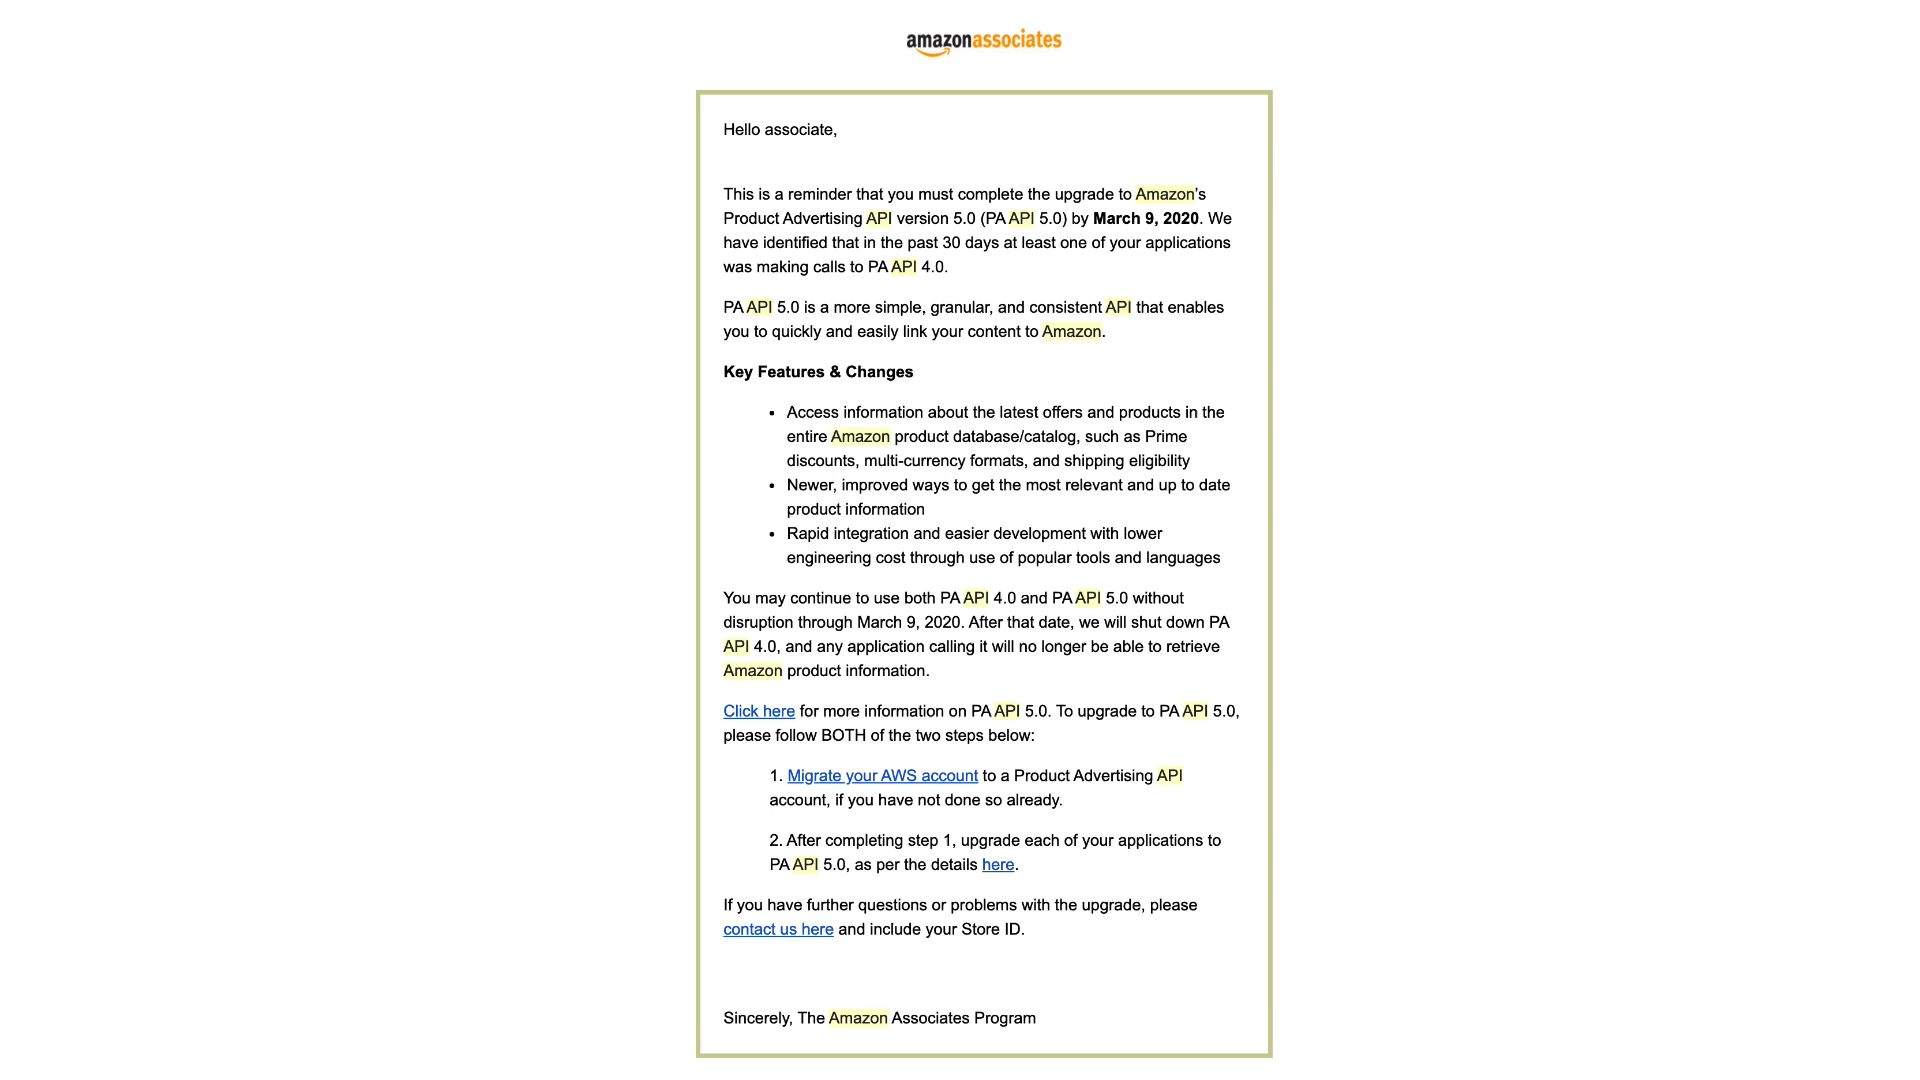 amazonassociates
Hello associate,
This is a reminder that you must complete the upgrade to Amazon's
Product Advertising API version 5.0 (PA API 5.0) by March 9, 2020. We
have identified that in the past 30 days at least one of your applications
was making calls to PA API 4.0.
PA API 5.0 is a more simple, granular, and consistent API that enables
you to quickly and easily link your content to Amazon.
Key Features & Changes
• Access information about the latest offers and products in the
entire Amazon product database/catalog, such as Prime
discounts, multi-currency formats, and shipping eligibility
• Newer, improved ways to get the most relevant and up to date
product information
• Rapid integration and easier development with lower
engineering cost through use of popular tools and languages
You may continue to use both PA API 4.0 and PA API 5.0 without
disruption through March 9, 2020. After that date, we will shut down PA
API 4.0, and any application calling it will no longer be able to retrieve
Amazon product information.
Click here for more information on PA API 5.0. To upgrade to PA API 5.0,
please follow BOTH of the two steps below:
1. Migrate your AWS account to a Product Advertising API
account, if you have not done so already.
2. After completing step 1, upgrade each of your applications to
PA API 5.0, as per the details here.
If you have further questions or problems with the upgrade, please
contact us here and include your Store ID.
Sincerely, The Amazon Associates Program